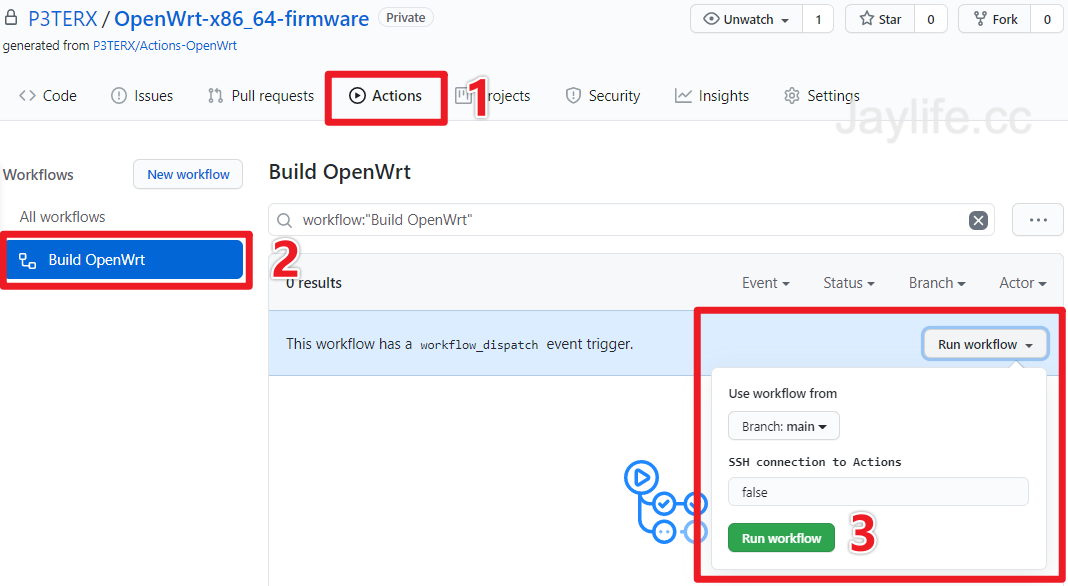 P3TERX / OpenWrt-x86_64-firmware Private Unwatch 1 Star 0 Fork 0
generated from P3TERX/Actions-OpenWrt
Code Issues Pull requests Actions 1 Projects Security Insights Settings
Jaylife.cc
Workflows New workflow
Build OpenWrt
All workflows
workflow:"Build OpenWrt" ...
Build OpenWrt 2
0 results Event Status Branch Actor
This workflow has a workflow_dispatch event trigger. Run workflow
Use workflow from
Branch: main
SSH connection to Actions
false
Run workflow 3